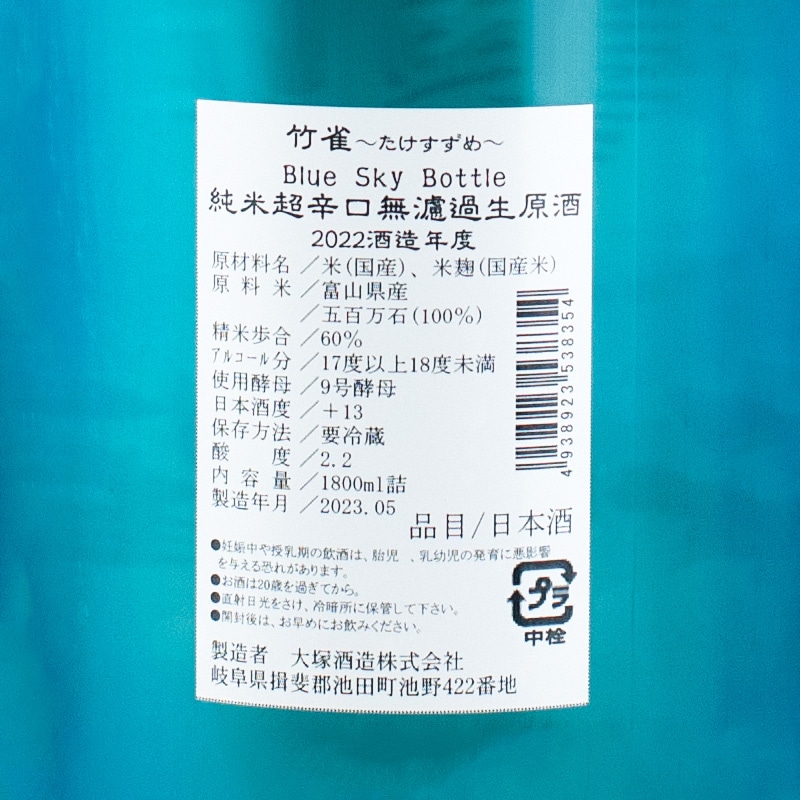 竹雀～たけすずめ～
Blue Sky Bottle
純米超辛口無濾過生原酒
2022酒造年度
原材料名／米(国産)、米麹(国産米)
原料米／富山県産
／五百万石(100%)
精米歩合／60%
アルコール分／17度以上18度未満
使用酵母／9号酵母
日本酒度／＋13
保存方法／要冷蔵
酸度／2.2
内容量／1800ml詰
製造年月／2023.05
4938923538354
品目/日本酒
●妊娠中や授乳期の飲酒は、胎児 、乳幼児の発育に悪影響
を与える恐れがあります。
●お酒は20歳を過ぎてから。
●直射日光をさけ、冷暗所に保管して下さい。
●開封後は、お早めにお飲みください。
プラ
中栓
製造者 大塚酒造株式会社
岐阜県揖斐郡池田町池野422番地